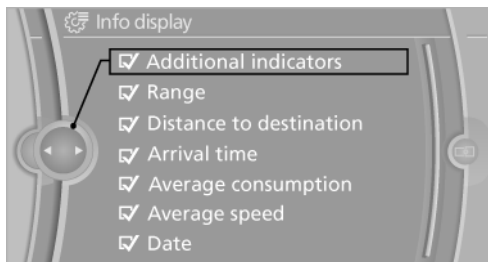 Info display
Additional indicators
Range
Distance to destination
Arrival time
Average consumption
Average speed
Date